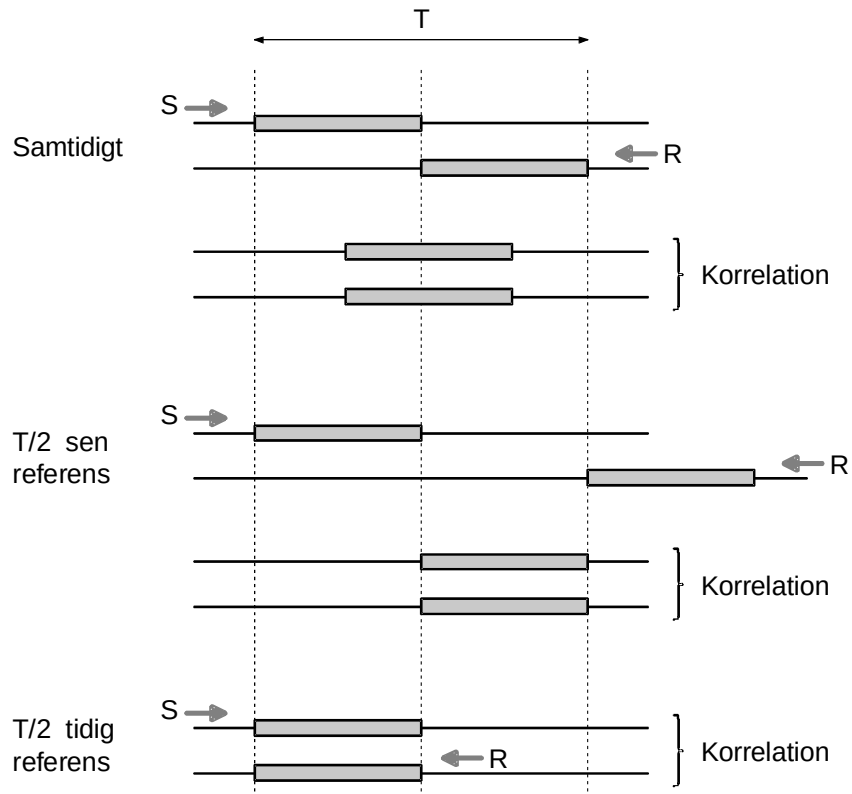 T
S
Samtidigt
R
Korrelation
S
T/2 sen
referens
R
Korrelation
S
T/2 tidig
referens
R
Korrelation